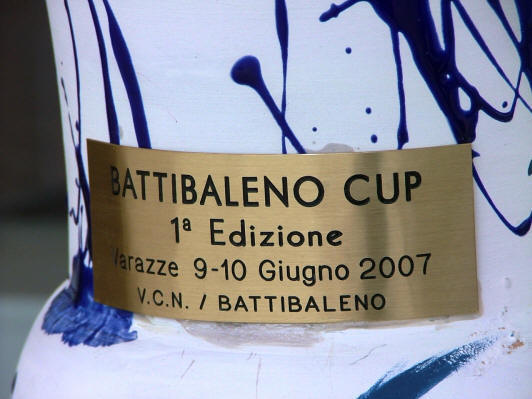 BATTIBALENO CUP
1ª Edizione
Varazze 9-10 Giugno 2007
V.C.N. / BATTIBALENO